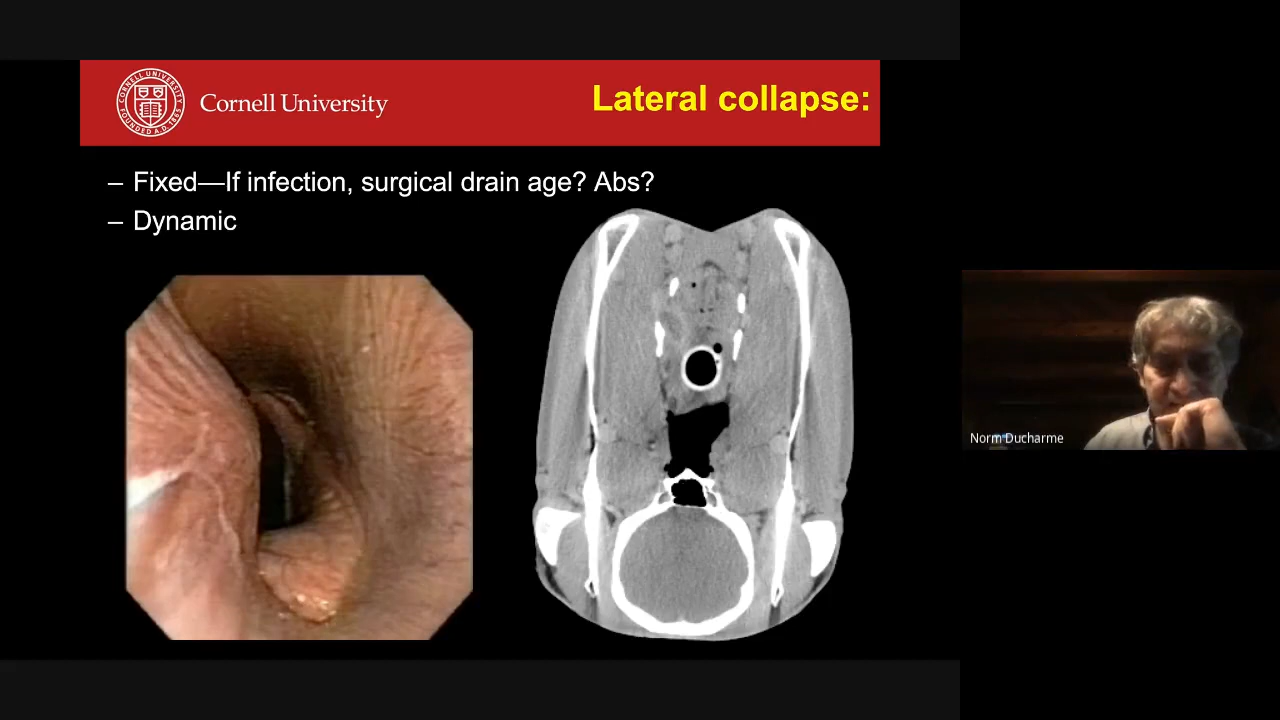 Cornell University
Lateral collapse:
– Fixed—If infection, surgical drain age? Abs?
– Dynamic
Norm Ducharme